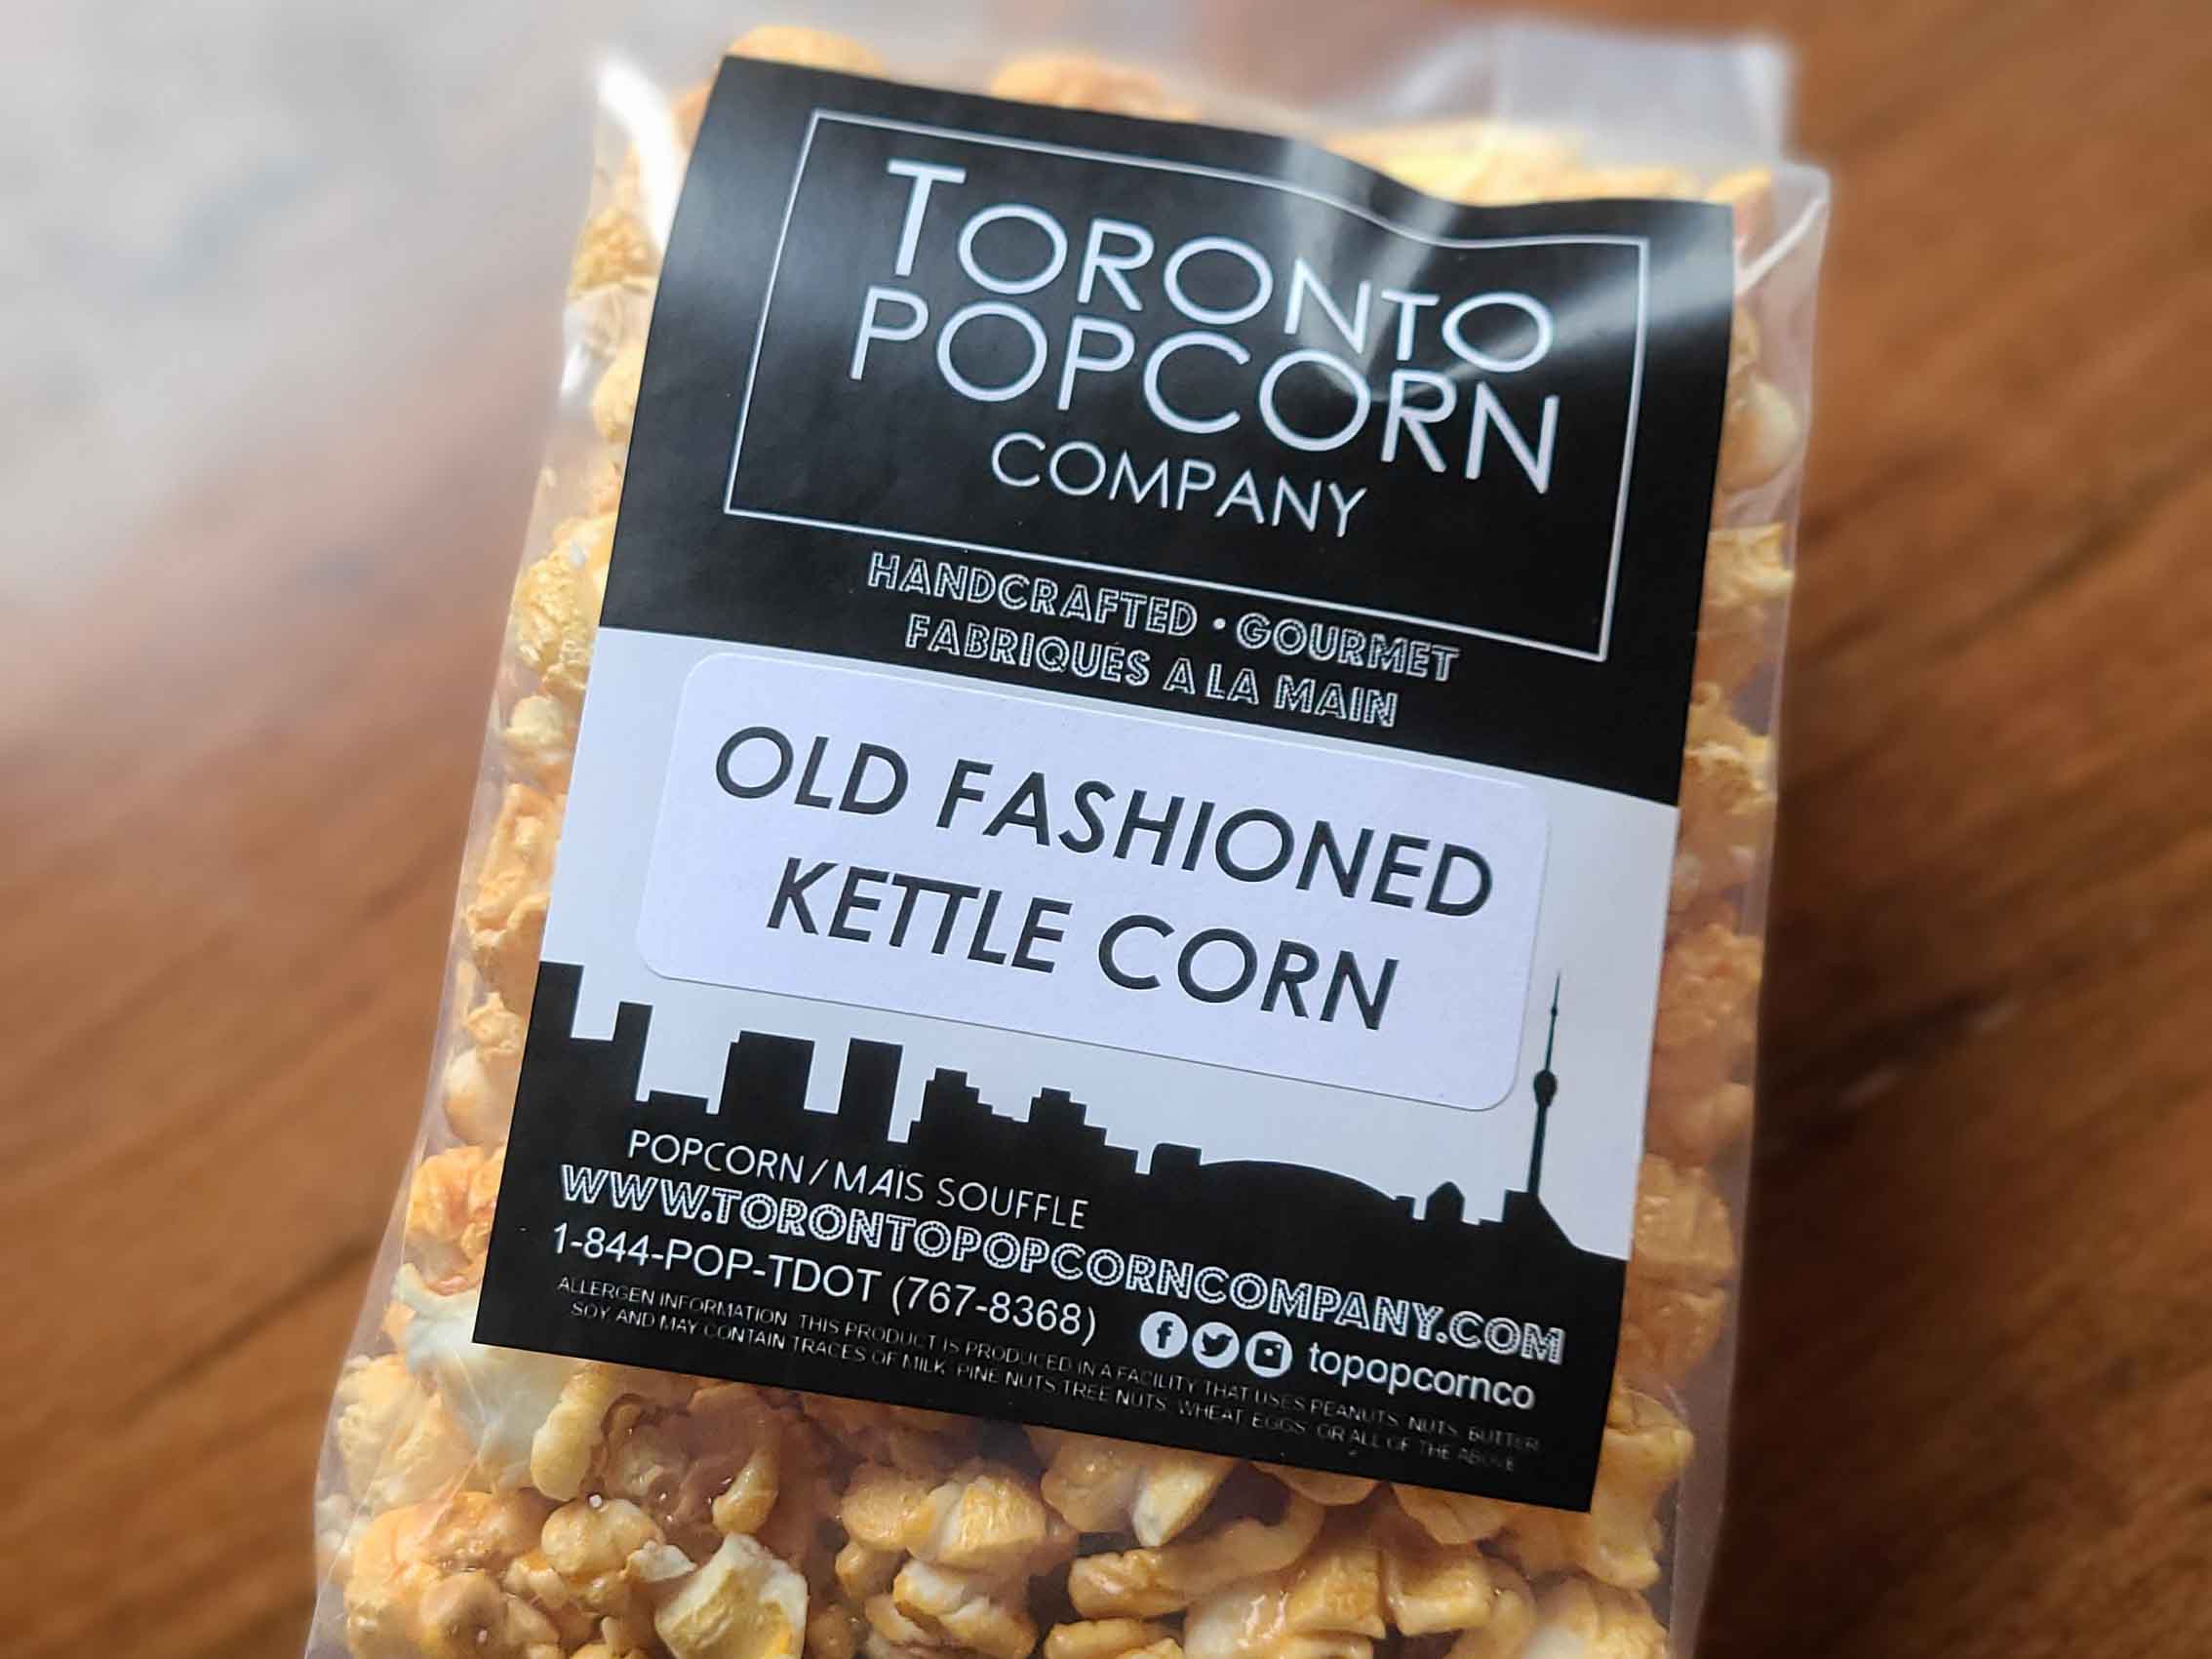 TORONTO
POPCORN
COMPANY
HANDCRAFTED • GOURMET
FABRIQUÉS A LA MAIN
OLD FASHIONED
KETTLE CORN
POPCORN / MAÏS SOUFFLE
WWW.TORONTOPOPCORNCOMPANY.COM
1-844-POP-TDOT (767-8368)
topopcornco
ALLERGEN INFORMATION THIS PRODUCT IS PRODUCED IN A FACILITY THAT USES PEANUTS, NUTS, BUTTER
SOY AND MAY CONTAIN TRACES OF MILK, PINE NUTS, TREE NUTS, WHEAT, EGGS, OR ALL OF THE ABOVE